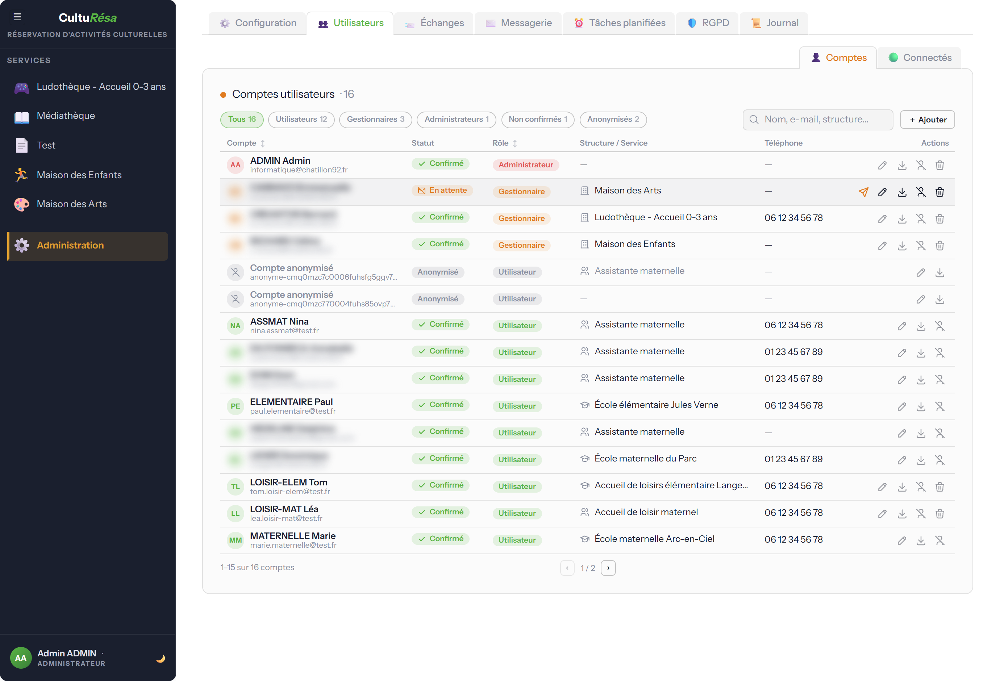 ☰ CultuRésa
RÉSERVATION D'ACTIVITÉS CULTURELLES
SERVICES
Ludothèque - Accueil 0-3 ans
Médiathèque
Test
Maison des Enfants
Maison des Arts
Administration
AA Admin ADMIN
ADMINISTRATEUR
Configuration Utilisateurs Échanges Messagerie Tâches planifiées RGPD Journal
Comptes Connectés
Comptes utilisateurs · 16
Tous 16 Utilisateurs 12 Gestionnaires 3 Administrateurs 1 Non confirmés 1 Anonymisés 2 Nom, e-mail, structure... + Ajouter
Compte Statut Rôle Structure / Service Téléphone Actions
AA ADMIN Admin Confirmé Administrateur — —
informatique@chatillon92.fr
En attente Gestionnaire Maison des Arts —
Confirmé Gestionnaire Ludothèque - Accueil 0-3 ans 06 12 34 56 78
Confirmé Gestionnaire Maison des Enfants —
Compte anonymisé Anonymisé Utilisateur Assistante maternelle —
anonyme-cmq0mzc7c0006fuhsfg5ggv7...
Compte anonymisé Anonymisé Utilisateur — —
anonyme-cmq0mzc770004fuhs85ovp7...
NA ASSMAT Nina Confirmé Utilisateur Assistante maternelle 06 12 34 56 78
nina.assmat@test.fr
Confirmé Utilisateur Assistante maternelle 01 23 45 67 89
Confirmé Utilisateur Assistante maternelle 01 23 45 67 89
PE ELEMENTAIRE Paul Confirmé Utilisateur École élémentaire Jules Verne 06 12 34 56 78
paul.elementaire@test.fr
Confirmé Utilisateur Assistante maternelle —
Confirmé Utilisateur École maternelle du Parc 01 23 45 67 89
TL LOISIR-ELEM Tom Confirmé Utilisateur Accueil de loisirs élémentaire Lange... 06 12 34 56 78
tom.loisir-elem@test.fr
LL LOISIR-MAT Léa Confirmé Utilisateur Accueil de loisir maternel 06 12 34 56 78
lea.loisir-mat@test.fr
MM MATERNELLE Marie Confirmé Utilisateur École maternelle Arc-en-Ciel 06 12 34 56 78
marie.maternelle@test.fr
1–15 sur 16 comptes ‹ 1 / 2 ›